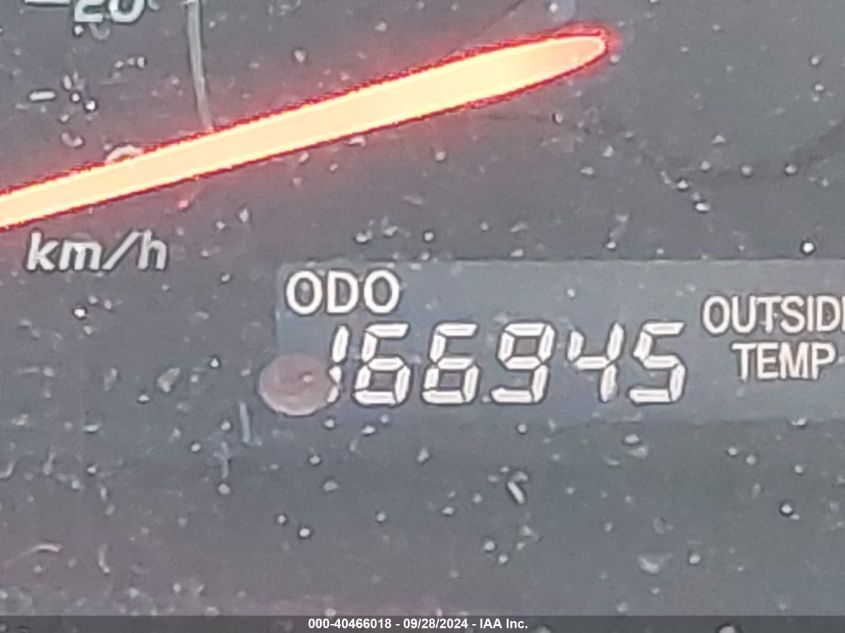 20
km/h
ODO
166945
OUTSIDE
TEMP
000-40466018 - 09/28/2024 - IAA Inc.